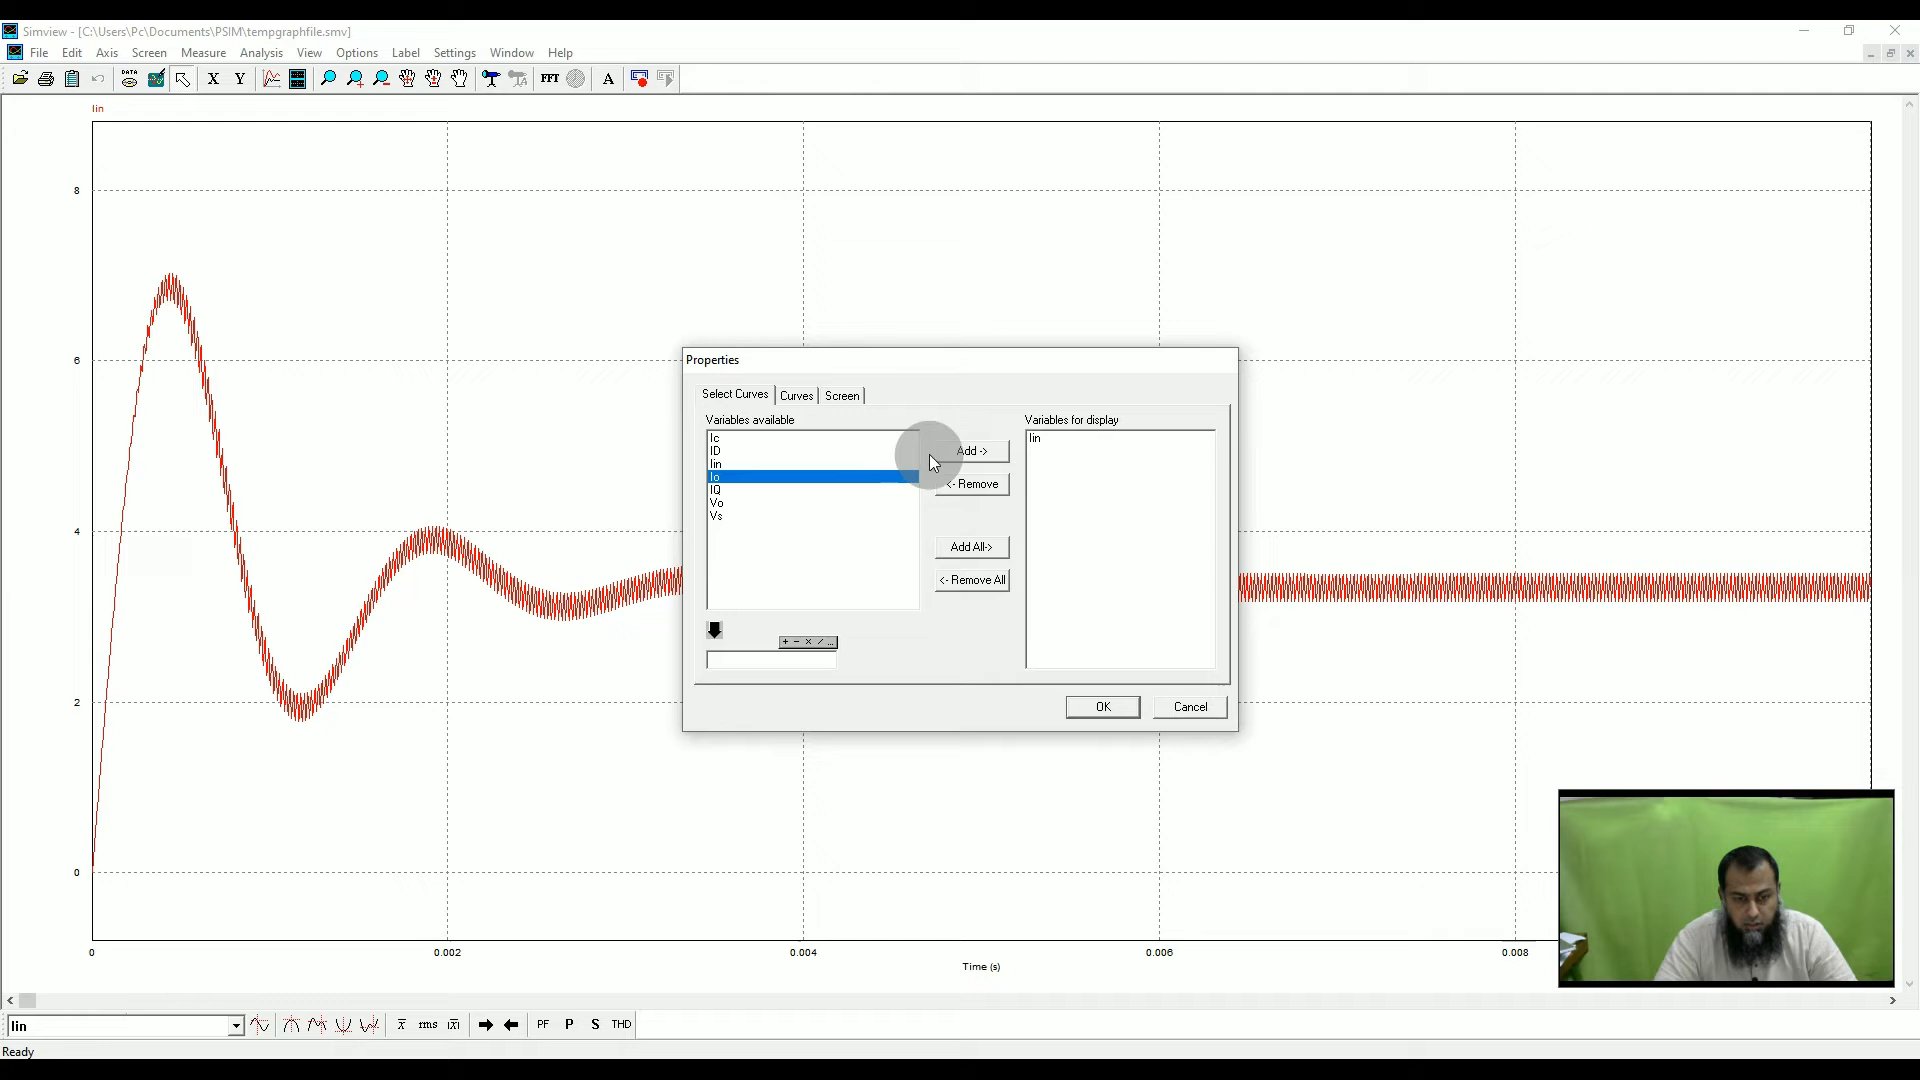 Simview - [C:\Users\Pc\Documents\PSIM\tempgraphfile.smv]
File Edit Axis Screen Measure Analysis View Options Label Settings Window Help
DATA X Y FFT A
Iin
8
6
4
2
0
0 0.002 0.004 0.006 0.008
Time (s)
Properties
Select Curves Curves Screen
Variables available
Ic
ID
Iin
Io
IQ
Vo
Vs
Add ->
<- Remove
Add All->
<- Remove All
Variables for display
Iin
+ - × / ...
OK Cancel
Iin
x rms |x| PF P S THD
Ready